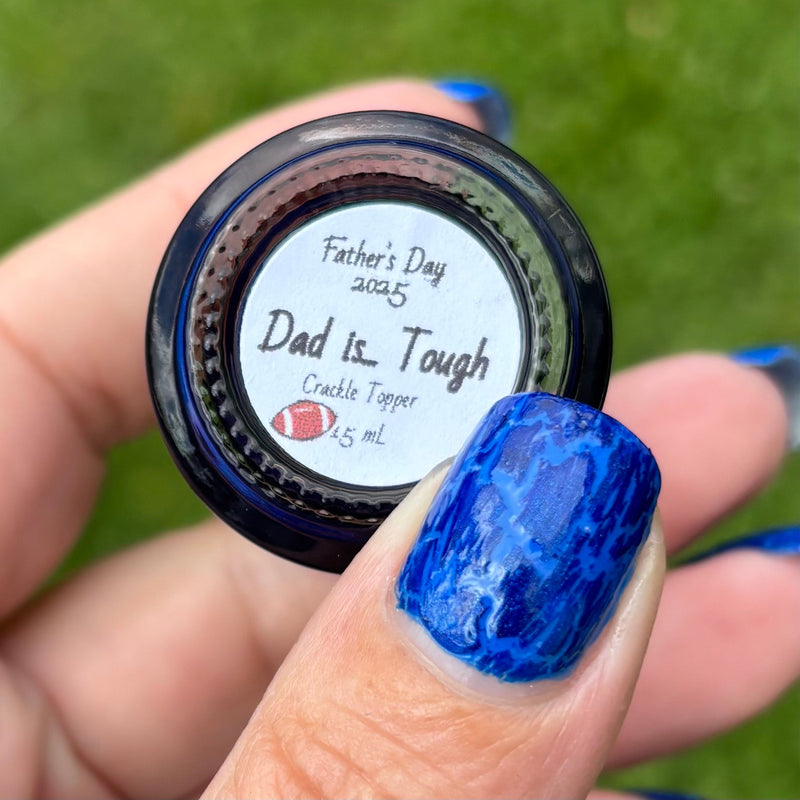 Father's Day
2025
Dad is... Tough
Crackle Topper
15 mL